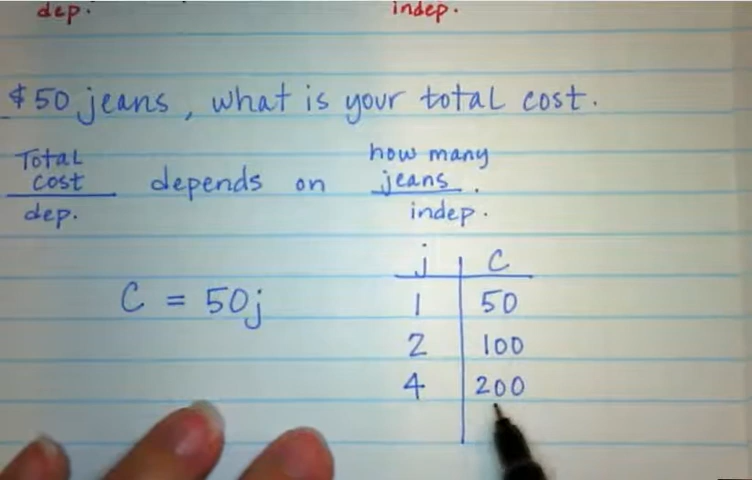 dep. indep.
$50 jeans, what is your total cost.
Total cost depends on how many jeans.
dep. indep.
C = 50j
j C
1 50
2 100
4 200